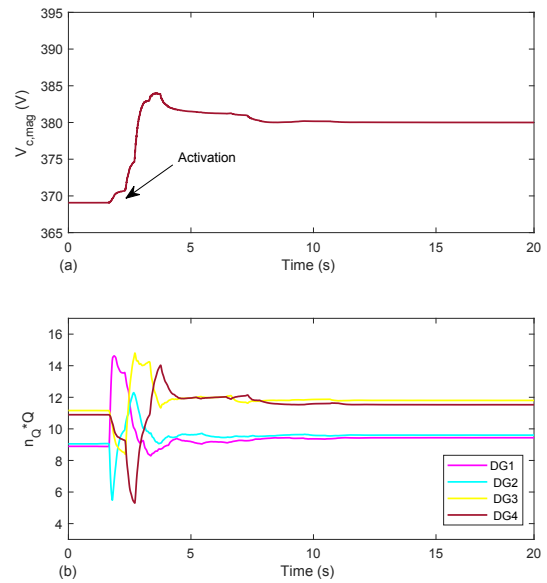 395
390
385
380
375
370
365
V_c,mag (V)
Activation
0
5
10
15
20
(a)
Time (s)
16
14
12
10
8
6
4
n_Q*Q
DG1
DG2
DG3
DG4
0
5
10
15
20
(b)
Time (s)